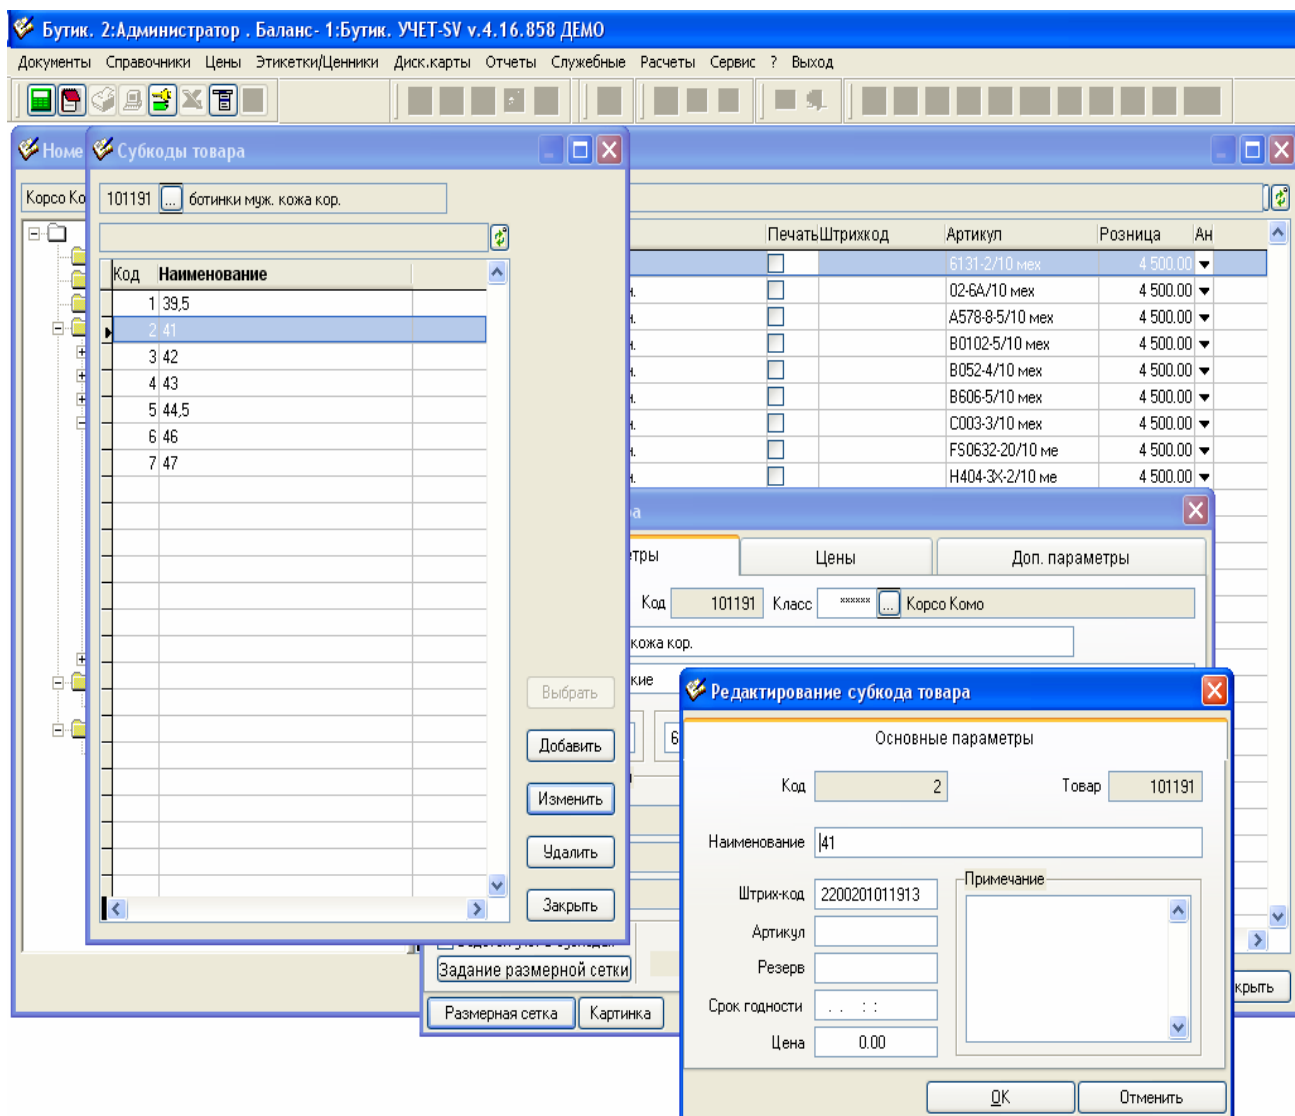 Бутик. 2:Администратор . Баланс- 1:Бутик. УЧЕТ-SV v.4.16.858 ДЕМО
Документы Справочники Цены Этикетки/Ценники Диск.карты Отчеты Служебные Расчеты Сервис ? Выход
Номе
Субкоды товара
Корсо Ко
101191 ... ботинки муж. кожа кор.
Код Наименование
1 39,5
2 41
3 42
4 43
5 44,5
6 46
7 47
Выбрать
Добавить
Изменить
Удалить
Закрыть
Печать Штрихкод Артикул Розница Ан
6131-2/10 мех 4 500.00
н. 02-6А/10 мех 4 500.00
н. А578-8-5/10 мех 4 500.00
н. В0102-5/10 мех 4 500.00
н. В052-4/10 мех 4 500.00
н. В606-5/10 мех 4 500.00
н. С003-3/10 мех 4 500.00
н. FS0632-20/10 ме 4 500.00
н. Н404-3Х-2/10 ме 4 500.00
ра
етры Цены Доп. параметры
Код 101191 Класс ****** ... Корсо Комо
кожа кор.
кие
6
Задание размерной сетки
Размерная сетка Картинка
крыть
Редактирование субкода товара
Основные параметры
Код 2 Товар 101191
Наименование 41
Штрих-код 2200201011913
Примечание
Артикул
Резерв
Срок годности . . : :
Цена 0.00
OK Отменить